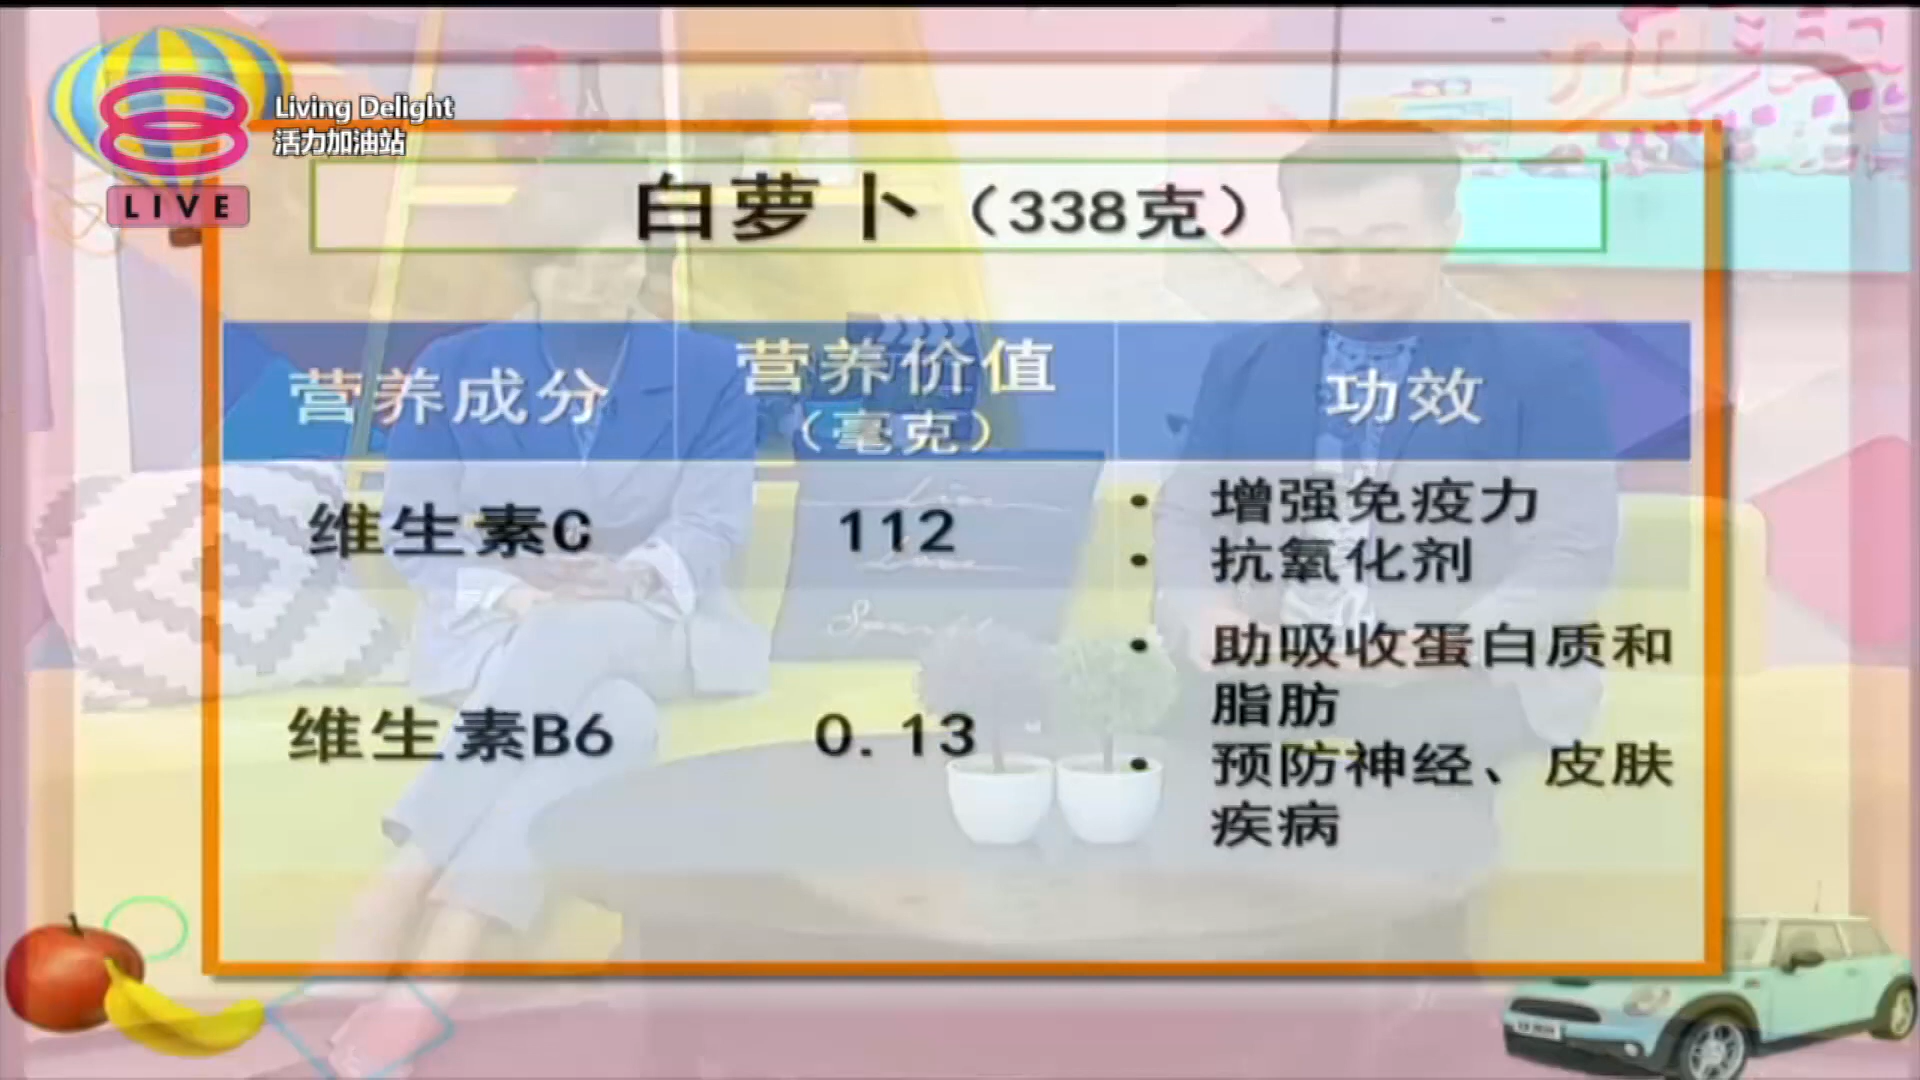 Living Delight
活力加油站
LIVE
白萝卜（338克）
营养成分
营养价值
（毫克）
功效
维生素C
112
• 增强免疫力
• 抗氧化剂
维生素B6
0.13
• 助吸收蛋白质和
脂肪
• 预防神经、皮肤
疾病